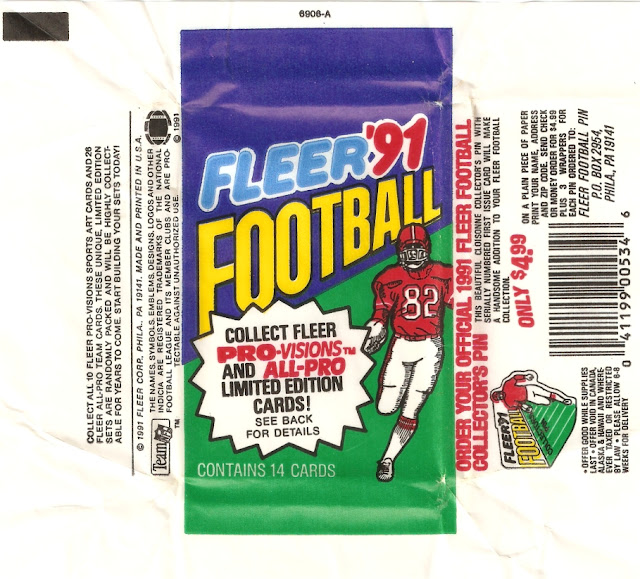 6906-A
COLLECT ALL 10 FLEER PRO-VISIONS SPORTS ART CARDS AND 26
FLEER ALL-PRO TEAM CARDS. THESE UNIQUE, LIMITED EDITION
SETS ARE RANDOMLY PACKED AND WILL BE HIGHLY COLLECT-
ABLE FOR YEARS TO COME. START BUILDING YOUR SETS TODAY!
© 1991 FLEER CORP., PHILA., PA 19141. MADE AND PRINTED IN U.S.A.
THE NAMES, SYMBOLS, EMBLEMS, DESIGNS, LOGOS AND OTHER
INDICIA ARE REGISTERED TRADEMARKS OF THE NATIONAL
FOOTBALL LEAGUE AND ITS MEMBER CLUBS AND ARE PRO-
TECTABLE AGAINST UNAUTHORIZED USE.
Team NFL
™
© 1991
FLEER '91
FOOTBALL
82
COLLECT FLEER
PRO-VISIONS™
AND ALL-PRO
LIMITED EDITION
CARDS!
SEE BACK
FOR DETAILS
CONTAINS 14 CARDS
ORDER YOUR OFFICIAL 1991 FLEER FOOTBALL
COLLECTOR'S PIN
THIS BEAUTIFUL CLOISONNE COLLECTOR'S PIN WITH
SERIALLY NUMBERED FIRST ISSUE CARD WILL MAKE
A HANDSOME ADDITION TO YOUR FLEER FOOTBALL
COLLECTION.
ONLY $4.99
ON A PLAIN PIECE OF PAPER
PRINT YOUR NAME, ADDRESS
AND ZIP CODE. SEND CHECK
OR MONEY ORDER FOR $4.99
PLUS 5 WRAPPERS FOR
EACH PIN ORDERED TO:
FLEER FOOTBALL PIN
P.O. BOX 2954,
PHILA., PA 19141
FLEER '91
FOOTBALL
• OFFER GOOD WHILE SUPPLIES
LAST • OFFER VOID IN CANADA,
ALASKA & HAWAII AND WHERE-
EVER TAXED OR RESTRICTED
BY LAW • PLEASE ALLOW 6-8
WEEKS FOR DELIVERY
0 41199 00534 6